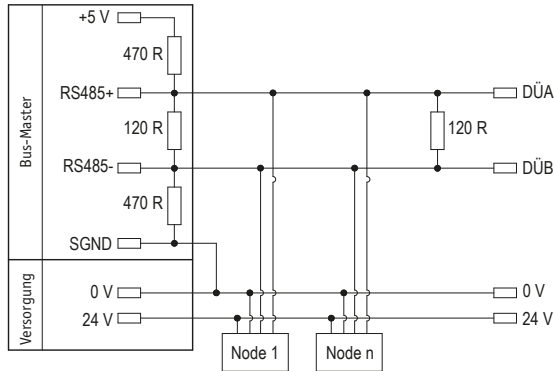 +5 V
470 R
RS485+
DÜA
Bus-Master
120 R
120 R
RS485-
DÜB
470 R
SGND
Versorgung
0 V
0 V
24 V
24 V
Node 1
Node n